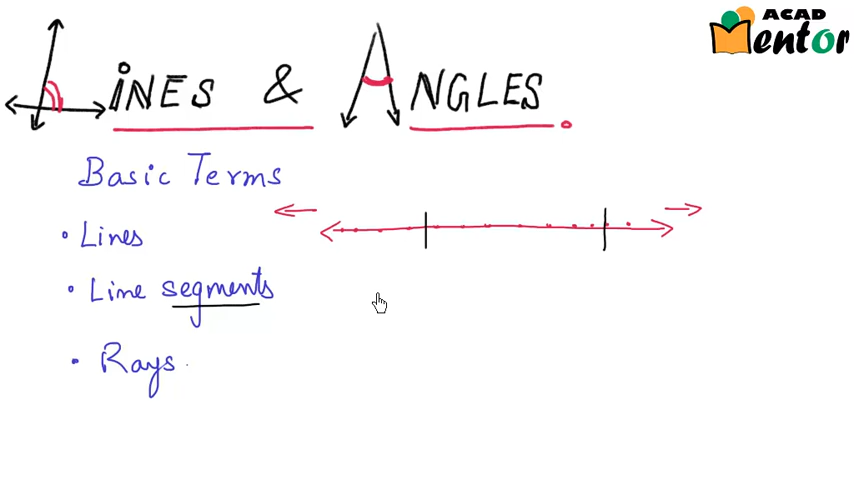 LiNES & ANGLES.
ACAD
mentor
Basic Terms
• Lines
• Line segments
• Rays